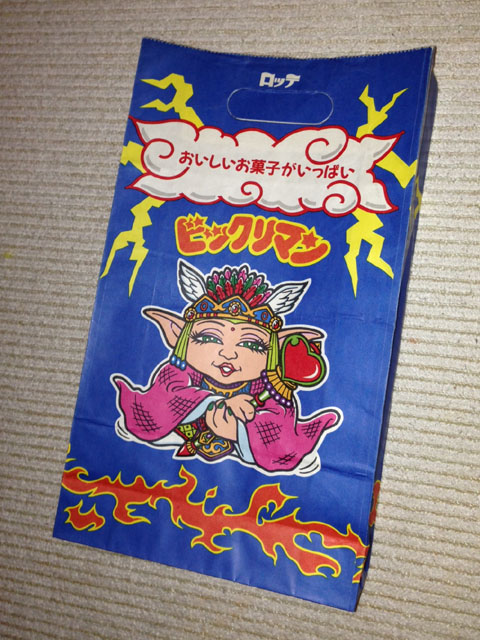 ロッテ
おいしいお菓子がいっぱい
ビックリマン